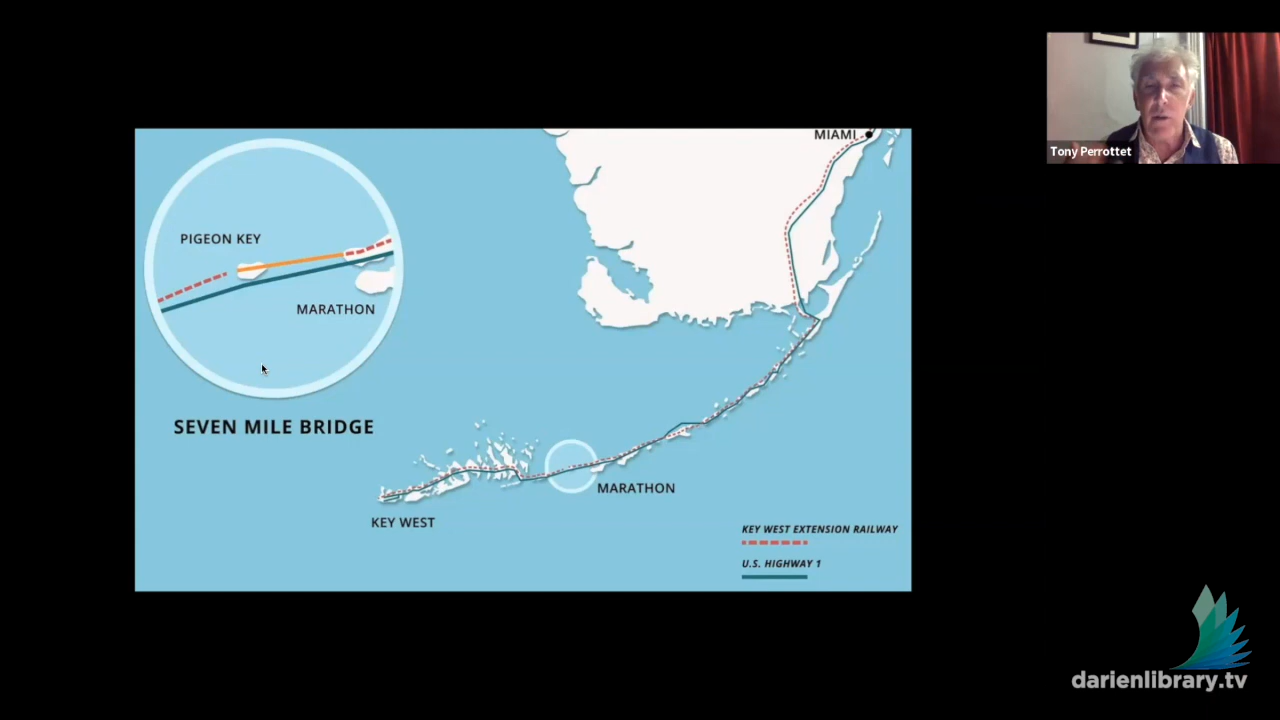 MIAMI
Tony Perrottet
PIGEON KEY
MARATHON
SEVEN MILE BRIDGE
MARATHON
KEY WEST
KEY WEST EXTENSION RAILWAY
U.S. HIGHWAY 1
darienlibrary.tv